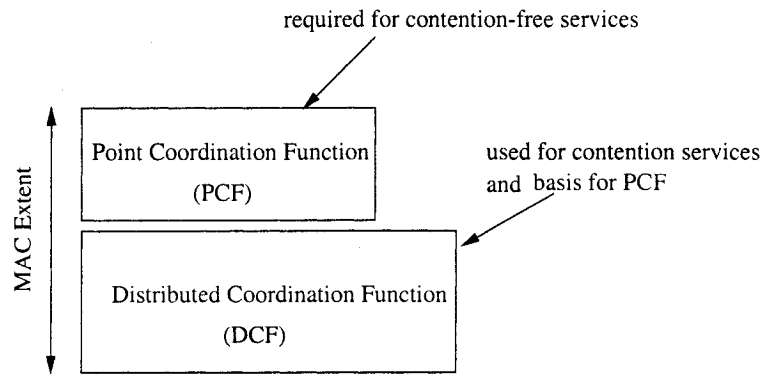 required for contention-free services
Point Coordination Function
(PCF)
used for contention services
and basis for PCF
MAC Extent
Distributed Coordination Function
(DCF)